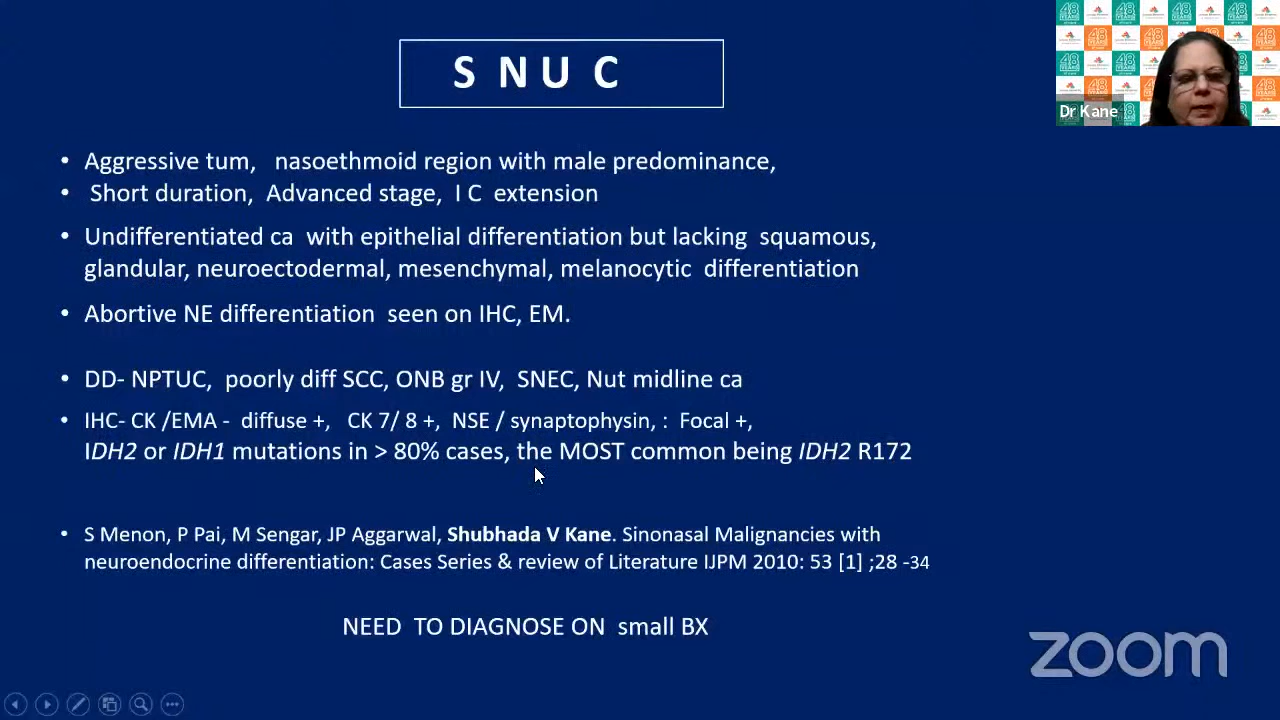 S N U C
• Aggressive tum, nasoethmoid region with male predominance,
• Short duration, Advanced stage, I C extension
• Undifferentiated ca with epithelial differentiation but lacking squamous,
glandular, neuroectodermal, mesenchymal, melanocytic differentiation
• Abortive NE differentiation seen on IHC, EM.
• DD- NPTUC, poorly diff SCC, ONB gr IV, SNEC, Nut midline ca
• IHC- CK /EMA - diffuse +, CK 7/ 8 +, NSE / synaptophysin, : Focal +,
IDH2 or IDH1 mutations in > 80% cases, the MOST common being IDH2 R172
• S Menon, P Pai, M Sengar, JP Aggarwal, Shubhada V Kane. Sinonasal Malignancies with
neuroendocrine differentiation: Cases Series & review of Literature IJPM 2010: 53 [1] ;28 -34
NEED TO DIAGNOSE ON small BX
Dr Kane
48
YEARS
zoom